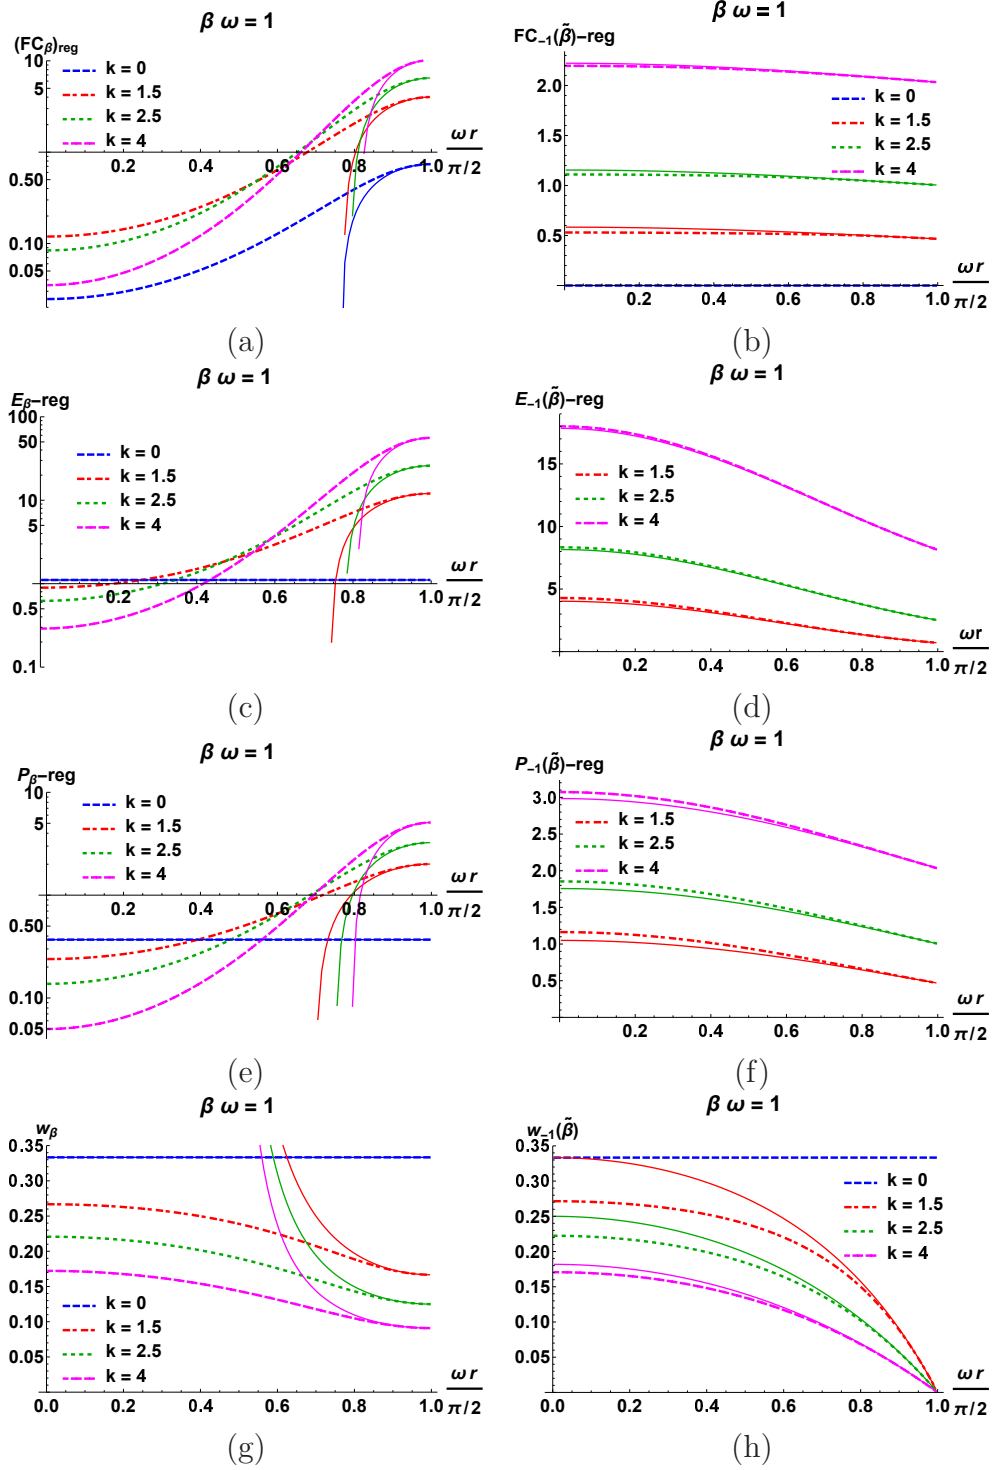 β ω = 1
(FC_β)_reg
10
5
0.50
0.10
0.05
k = 0
k = 1.5
k = 2.5
k = 4
0.2 0.4 0.6 0.8 1.0
ω r
π/2
(a)
β ω = 1
FC₋₁(β̃)−reg
2.0
1.5
1.0
0.5
k = 0
k = 1.5
k = 2.5
k = 4
0.2 0.4 0.6 0.8 1.0
ω r
π/2
(b)
β ω = 1
E_β−reg
100
50
10
5
0.5
0.1
k = 0
k = 1.5
k = 2.5
k = 4
0.2 0.4 0.6 0.8 1.0
ω r
π/2
(c)
β ω = 1
E₋₁(β̃)−reg
15
10
5
k = 1.5
k = 2.5
k = 4
0.2 0.4 0.6 0.8 1.0
ωr
π/2
(d)
β ω = 1
P_β−reg
10
5
0.50
0.10
0.05
k = 0
k = 1.5
k = 2.5
k = 4
0.2 0.4 0.6 0.8 1.0
ω r
π/2
(e)
β ω = 1
P₋₁(β̃)−reg
3.0
2.5
2.0
1.5
1.0
0.5
k = 1.5
k = 2.5
k = 4
0.2 0.4 0.6 0.8 1.0
ω r
π/2
(f)
β ω = 1
w_β
0.35
0.30
0.25
0.20
0.15
0.10
0.05
k = 0
k = 1.5
k = 2.5
k = 4
0.0 0.2 0.4 0.6 0.8 1.0
ω r
π/2
(g)
β ω = 1
w₋₁(β̃)
0.35
0.30
0.25
0.20
0.15
0.10
0.05
k = 0
k = 1.5
k = 2.5
k = 4
0.0 0.2 0.4 0.6 0.8 1.0
ω r
π/2
(h)